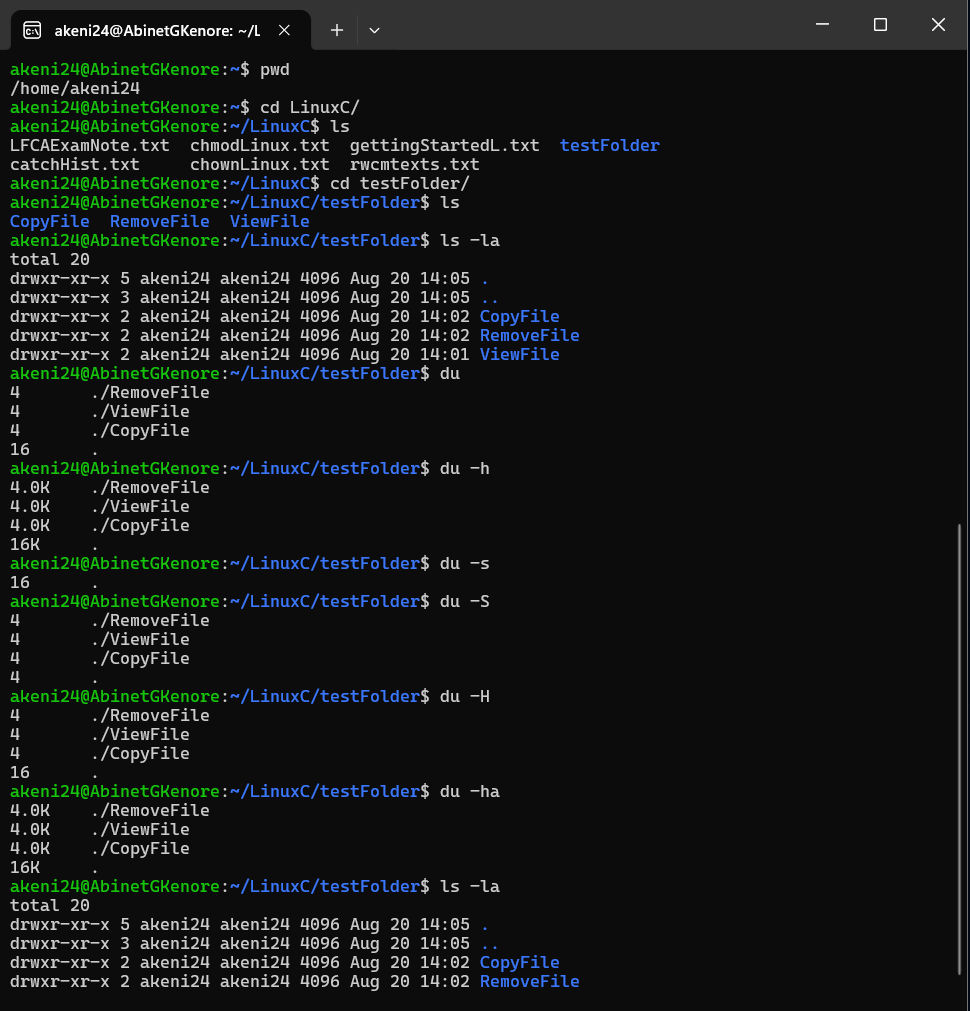 akeni24@AbinetGKenore: ~/L
akeni24@AbinetGKenore:~$ pwd
/home/akeni24
akeni24@AbinetGKenore:~$ cd LinuxC/
akeni24@AbinetGKenore:~/LinuxC$ ls
LFCAExamNote.txt  chmodLinux.txt  gettingStartedL.txt  testFolder
catchHist.txt     chownLinux.txt  rwcmtexts.txt
akeni24@AbinetGKenore:~/LinuxC$ cd testFolder/
akeni24@AbinetGKenore:~/LinuxC/testFolder$ ls
CopyFile  RemoveFile  ViewFile
akeni24@AbinetGKenore:~/LinuxC/testFolder$ ls -la
total 20
drwxr-xr-x 5 akeni24 akeni24 4096 Aug 20 14:05 .
drwxr-xr-x 3 akeni24 akeni24 4096 Aug 20 14:05 ..
drwxr-xr-x 2 akeni24 akeni24 4096 Aug 20 14:02 CopyFile
drwxr-xr-x 2 akeni24 akeni24 4096 Aug 20 14:02 RemoveFile
drwxr-xr-x 2 akeni24 akeni24 4096 Aug 20 14:01 ViewFile
akeni24@AbinetGKenore:~/LinuxC/testFolder$ du
4       ./RemoveFile
4       ./ViewFile
4       ./CopyFile
16      .
akeni24@AbinetGKenore:~/LinuxC/testFolder$ du -h
4.0K    ./RemoveFile
4.0K    ./ViewFile
4.0K    ./CopyFile
16K     .
akeni24@AbinetGKenore:~/LinuxC/testFolder$ du -s
16      .
akeni24@AbinetGKenore:~/LinuxC/testFolder$ du -S
4       ./RemoveFile
4       ./ViewFile
4       ./CopyFile
4       .
akeni24@AbinetGKenore:~/LinuxC/testFolder$ du -H
4       ./RemoveFile
4       ./ViewFile
4       ./CopyFile
16      .
akeni24@AbinetGKenore:~/LinuxC/testFolder$ du -ha
4.0K    ./RemoveFile
4.0K    ./ViewFile
4.0K    ./CopyFile
16K     .
akeni24@AbinetGKenore:~/LinuxC/testFolder$ ls -la
total 20
drwxr-xr-x 5 akeni24 akeni24 4096 Aug 20 14:05 .
drwxr-xr-x 3 akeni24 akeni24 4096 Aug 20 14:05 ..
drwxr-xr-x 2 akeni24 akeni24 4096 Aug 20 14:02 CopyFile
drwxr-xr-x 2 akeni24 akeni24 4096 Aug 20 14:02 RemoveFile